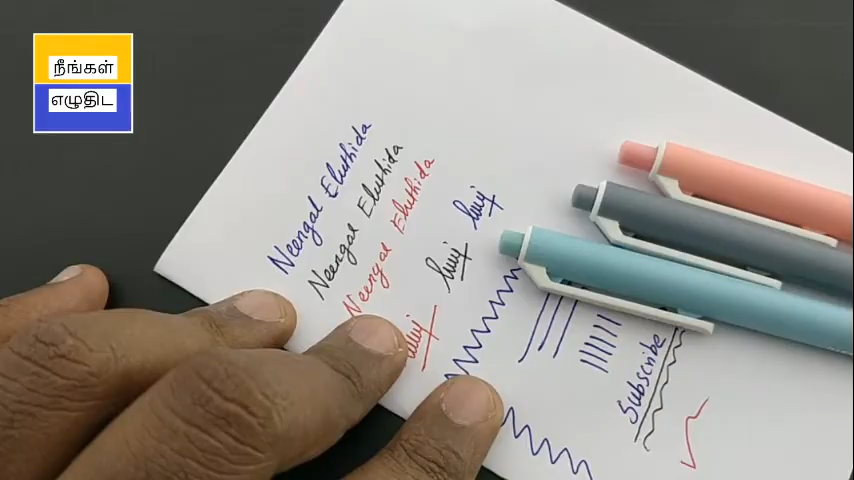 நீங்கள்
எழுதிட
Neengal Eluthida
Neengal Eluthida
Neengal Eluthida
Subscribe